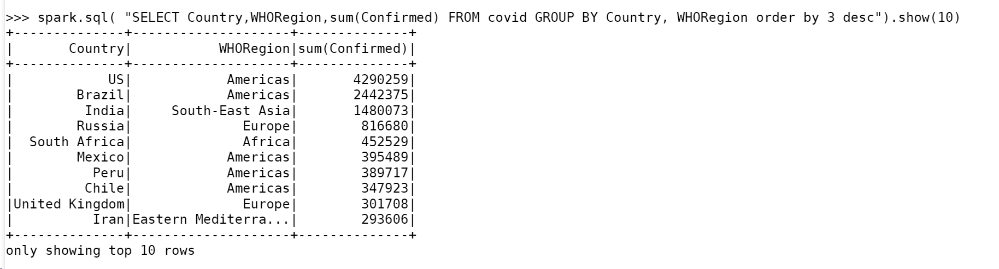 >>> spark.sql( "SELECT Country,WHORegion,sum(Confirmed) FROM covid GROUP BY Country, WHORegion order by 3 desc").show(10)
+--------------+--------------------+--------------+
|       Country|           WHORegion|sum(Confirmed)|
+--------------+--------------------+--------------+
|            US|            Americas|       4290259|
|        Brazil|            Americas|       2442375|
|         India|     South-East Asia|       1480073|
|        Russia|              Europe|        816680|
|  South Africa|              Africa|        452529|
|        Mexico|            Americas|        395489|
|          Peru|            Americas|        389717|
|         Chile|            Americas|        347923|
|United Kingdom|              Europe|        301708|
|          Iran|Eastern Mediterra...|        293606|
+--------------+--------------------+--------------+
only showing top 10 rows